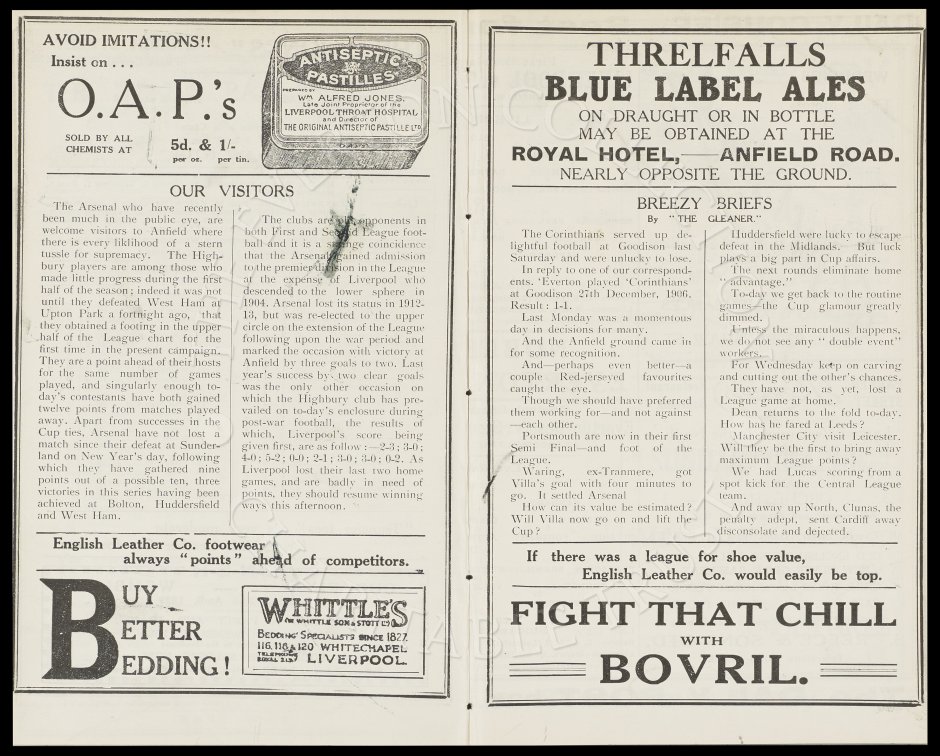 AVOID IMITATIONS!!
Insist on . . .
O.A.P.'s
SOLD BY ALL
CHEMISTS AT
5d. & 1/-
per oz. per tin.
ANTISEPTIC
PASTILLES
PREPARED BY
WM ALFRED JONES.
Late Joint Proprietor of the
LIVERPOOL THROAT HOSPITAL
and Director of
THE ORIGINAL ANTISEPTIC PASTILLE LTD
OUR VISITORS
The Arsenal who have recently
been much in the public eye, are
welcome visitors to Anfield where
there is every liklihood of a stern
tussle for supremacy. The High-
bury players are among those who
made little progress during the first
half of the season; indeed it was not
until they defeated West Ham at
Upton Park a fortnight ago, that
they obtained a footing in the upper
half of the League chart for the
first time in the present campaign.
They are a point ahead of their hosts
for the same number of games
played, and singularly enough to-
day's contestants have both gained
twelve points from matches played
away. Apart from successes in the
Cup ties, Arsenal have not lost a
match since their defeat at Sunder-
land on New Year's day, following
which they have gathered nine
points out of a possible ten, three
victories in this series having been
achieved at Bolton, Huddersfield
and West Ham.
The clubs are opponents in
both First and Second League foot-
ball and it is a strange coincidence
that the Arsenal gained admission
to the premier division in the League
at the expense of Liverpool who
descended to the lower sphere in
1904. Arsenal lost its status in 1912-
13, but was re-elected to the upper
circle on the extension of the League
following upon the war period and
marked the occasion with victory at
Anfield by three goals to two. Last
year's success by two clear goals
was the only other occasion on
which the Highbury club has pre-
vailed on to-day's enclosure during
post-war football, the results of
which, Liverpool's score being
given first, are as follow:—2-3; 3-0;
4-0; 5-2; 0-0; 2-1; 3-0; 3-0; 0-2. As
Liverpool lost their last two home
games, and are badly in need of
points, they should resume winning
ways this afternoon.
English Leather Co. footwear
always "points" ahead of competitors.
BUY
BETTER
BEDDING!
WHITTLE'S
(W WHITTLE SON & STOTT LD)
BEDDING SPECIALISTS SINCE 1827.
116, 118 & 120 WHITECHAPEL
TELEPHONE
ROYAL 2187
LIVERPOOL.
THRELFALLS
BLUE LABEL ALES
ON DRAUGHT OR IN BOTTLE
MAY BE OBTAINED AT THE
ROYAL HOTEL,—ANFIELD ROAD.
NEARLY OPPOSITE THE GROUND.
BREEZY BRIEFS
By "THE GLEANER."
The Corinthians served up de-
lightful football at Goodison last
Saturday and were unlucky to lose.
In reply to one of our correspond-
ents. 'Everton played 'Corinthians'
at Goodison 27th December, 1906.
Result: 1-1.
Last Monday was a momentous
day in decisions for many.
And the Anfield ground came in
for some recognition.
And—perhaps even better—a
couple Red-jerseyed favourites
caught the eye.
Though we should have preferred
them working for—and not against
—each other.
Portsmouth are now in their first
Semi Final—and foot of the
League.
Waring, ex-Tranmere, got
Villa's goal with four minutes to
go. It settled Arsenal
How can its value be estimated?
Will Villa now go on and lift the
Cup?
Huddersfield were lucky to escape
defeat in the Midlands. But luck
plays a big part in Cup affairs.
The next rounds eliminate home
"advantage."
To-day we get back to the routine
games—the Cup glamour greatly
dimmed.
Unless the miraculous happens,
we do not see any "double event"
workers.
For Wednesday keep on carving
and cutting out the other's chances.
They have not, as yet, lost a
League game at home.
Dean returns to the fold to-day.
How has he fared at Leeds?
Manchester City visit Leicester.
Will they be the first to bring away
maximum League points?
We had Lucas scoring from a
spot kick for the Central League
team.
And away up North, Clunas, the
penalty adept, sent Cardiff away
disconsolate and dejected.
If there was a league for shoe value,
English Leather Co. would easily be top.
FIGHT THAT CHILL
WITH
BOVRIL.